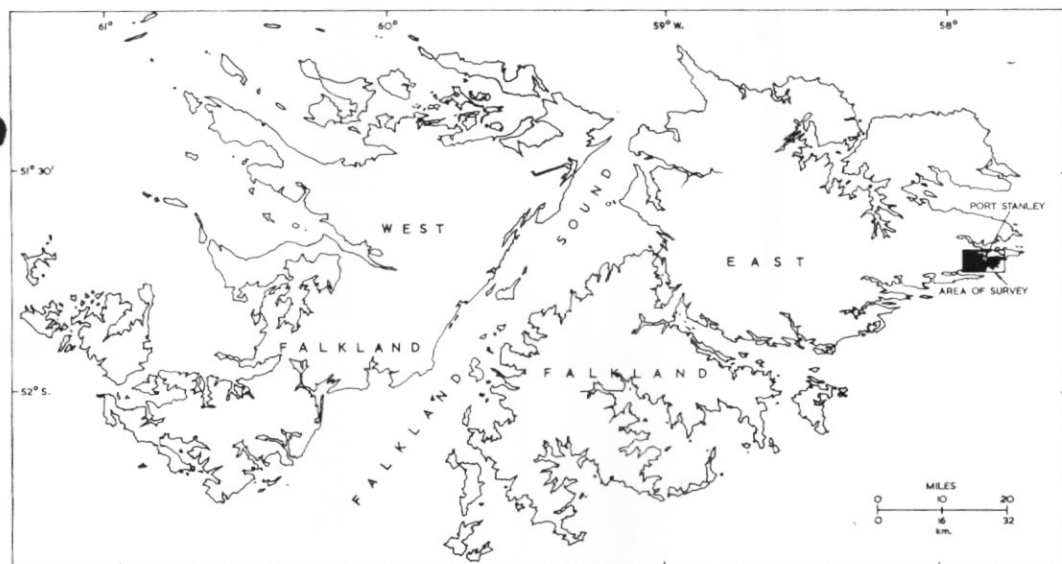 61°
60°
59° W.
58°
51° 30'
PORT STANLEY
WEST
SOUND
EAST
AREA OF SURVEY
FALKLAND
FALKLAND
52° S.
FALKLAND
MILES
0 10 20
0 16 32
km.